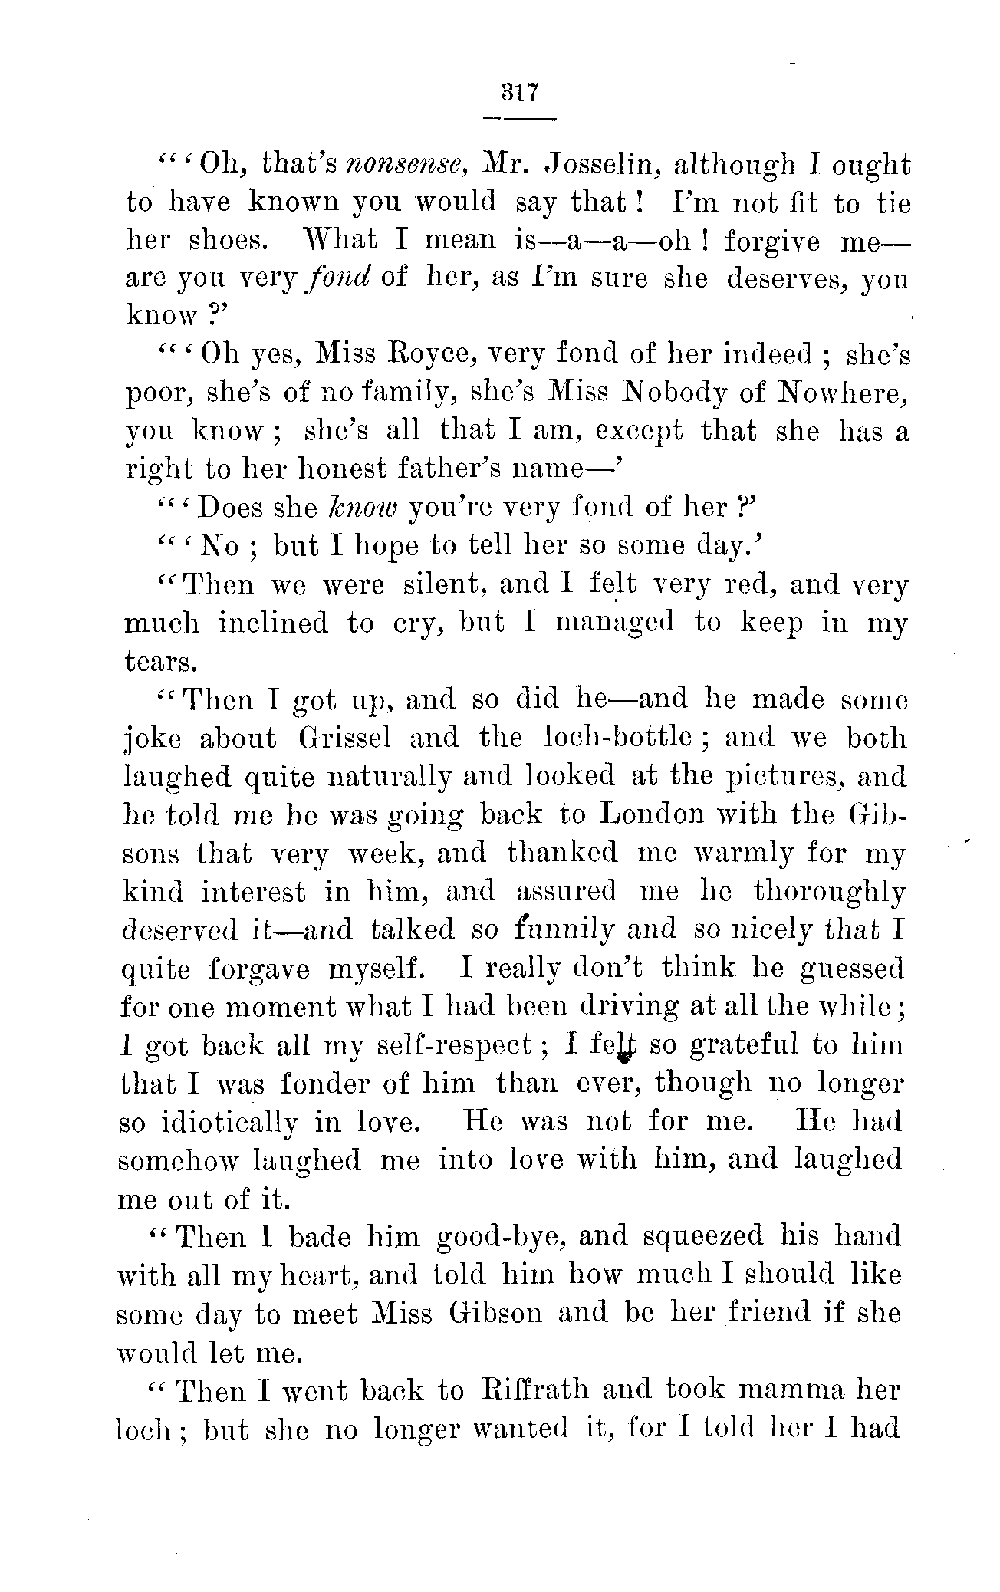 317
“‘Oh, that’s nonsense, Mr. Josselin, although I ought
to have known you would say that! I’m not fit to tie
her shoes. What I mean is—a—a—oh! forgive me—
are you very fond of her, as I’m sure she deserves, you
know?’
“‘Oh yes, Miss Royce, very fond of her indeed; she’s
poor, she’s of no family, she’s Miss Nobody of Nowhere,
you know; she’s all that I am, except that she has a
right to her honest father’s name—’
“‘Does she know you’re very fond of her?’
“‘No; but I hope to tell her so some day.’
“Then we were silent, and I felt very red, and very
much inclined to cry, but I managed to keep in my
tears.
“Then I got up, and so did he—and he made some
joke about Grissel and the loch-bottle; and we both
laughed quite naturally and looked at the pictures, and
he told me he was going back to London with the Gib-
sons that very week, and thanked me warmly for my
kind interest in him, and assured me he thoroughly
deserved it—and talked so funnily and so nicely that I
quite forgave myself. I really don’t think he guessed
for one moment what I had been driving at all the while;
I got back all my self-respect; I felt so grateful to him
that I was fonder of him than ever, though no longer
so idiotically in love. He was not for me. He had
somehow laughed me into love with him, and laughed
me out of it.
“Then I bade him good-bye, and squeezed his hand
with all my heart, and told him how much I should like
some day to meet Miss Gibson and be her friend if she
would let me.
“Then I went back to Riffrath and took mamma her
loch; but she no longer wanted it, for I told her I had